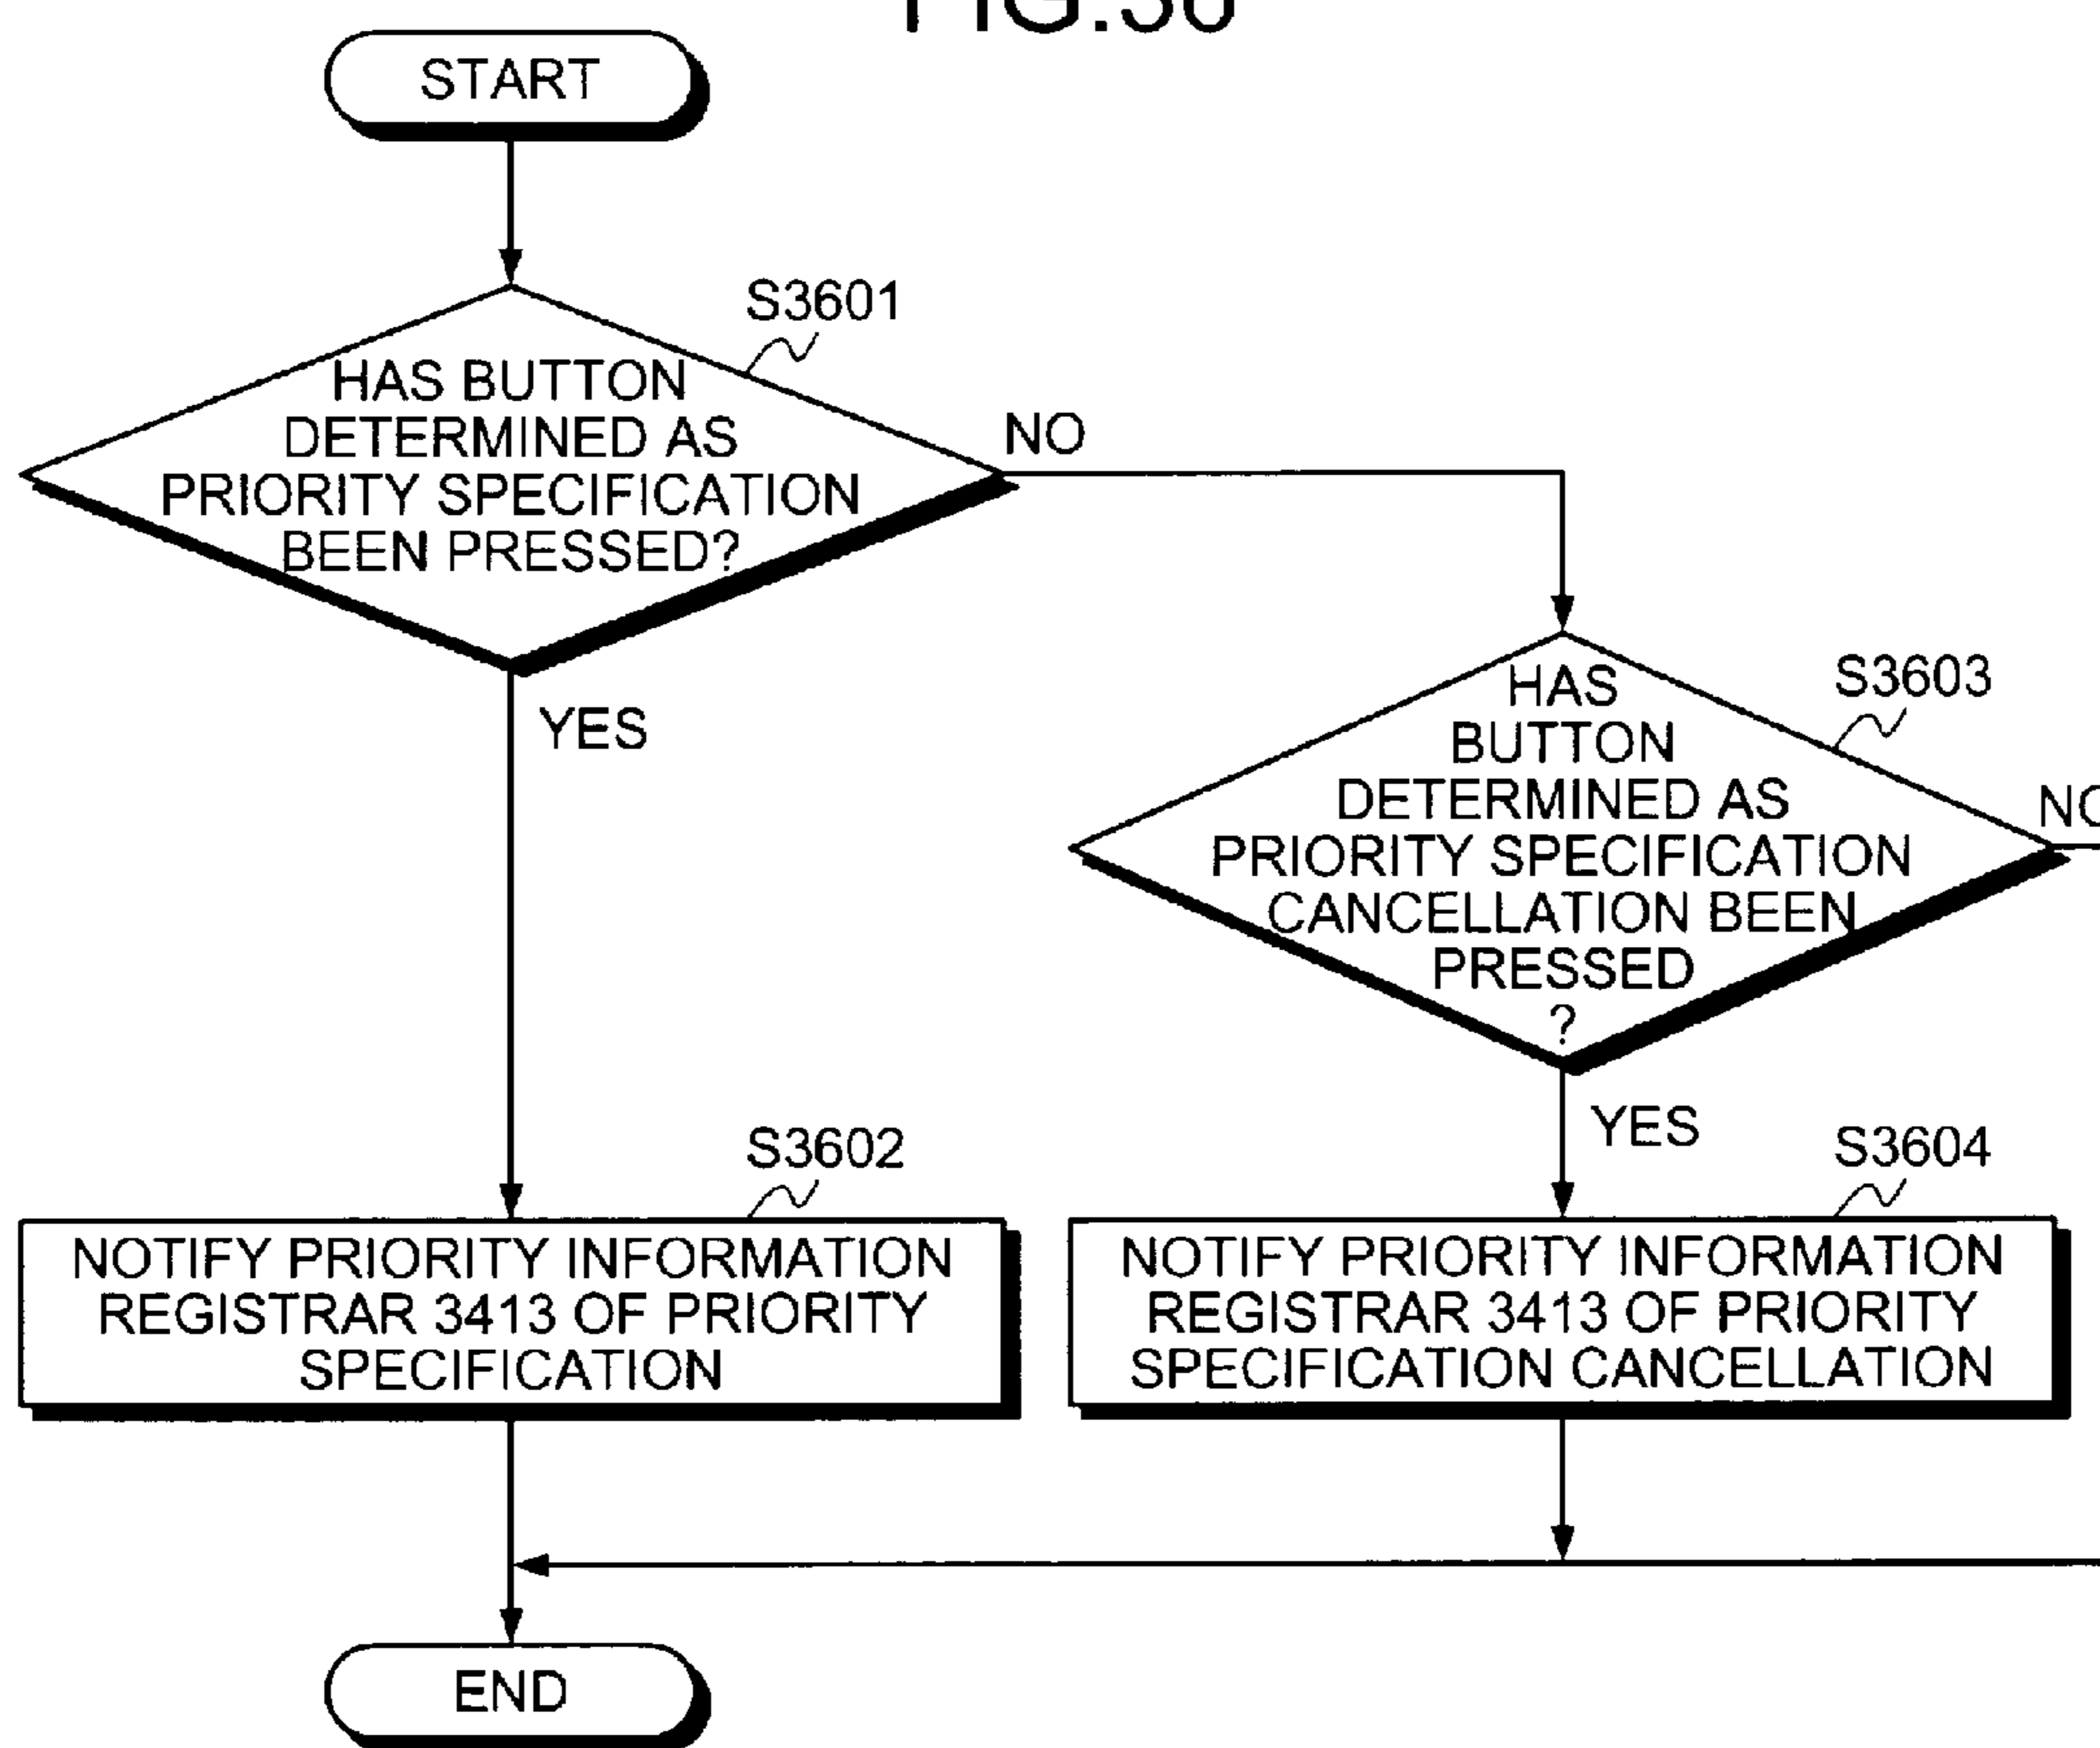 START
S3601
HAS BUTTON
DETERMINED AS
PRIORITY SPECIFICATION
BEEN PRESSED?
NO
YES
S3603
HAS
BUTTON
DETERMINED AS
PRIORITY SPECIFICATION
CANCELLATION BEEN
PRESSED
?
YES
S3602
NOTIFY PRIORITY INFORMATION
REGISTRAR 3413 OF PRIORITY
SPECIFICATION
S3604
NOTIFY PRIORITY INFORMATION
REGISTRAR 3413 OF PRIORITY
SPECIFICATION CANCELLATION
END